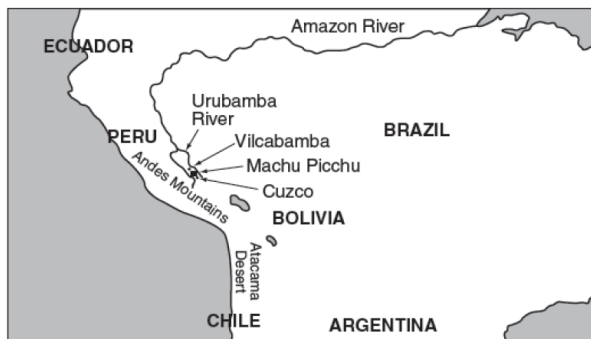 Amazon River
ECUADOR
Urubamba
River
BRAZIL
PERU
Vilcabamba
Machu Picchu
Andes Mountains
Cuzco
BOLIVIA
Atacama
Desert
CHILE
ARGENTINA